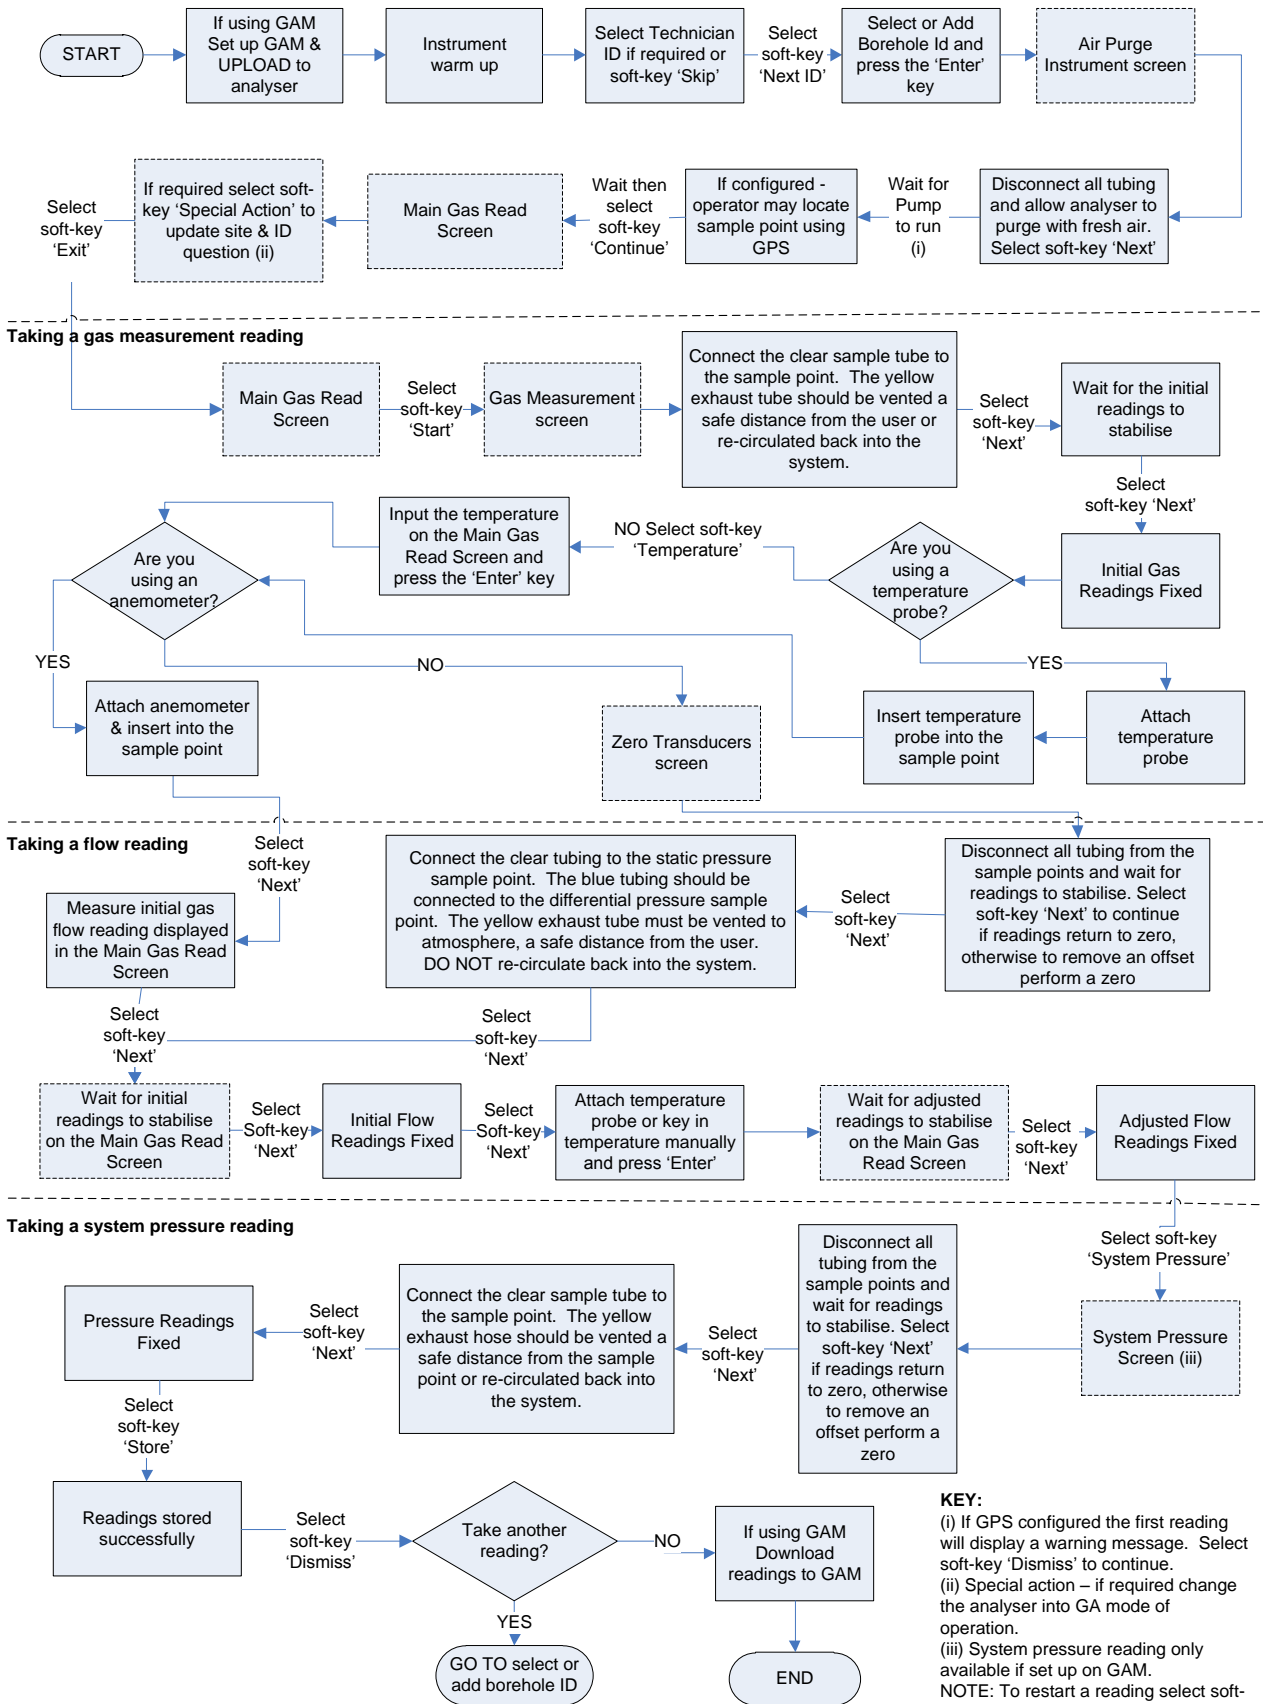 START
If using GAM
Set up GAM &
UPLOAD to
analyser
Instrument
warm up
Select Technician
ID if required or
soft-key ‘Skip’
Select
soft-key
‘Next ID’
Select or Add
Borehole Id and
press the ‘Enter’
key
Air Purge
Instrument screen
Disconnect all tubing
and allow analyser to
purge with fresh air.
Select soft-key ‘Next’
Wait for
Pump
to run
(i)
If configured -
operator may locate
sample point using
GPS
Wait then
select
soft-key
‘Continue’
Main Gas Read
Screen
If required select soft-
key ‘Special Action’ to
update site & ID
question (ii)
Select
soft-key
‘Exit’
Taking a gas measurement reading
Main Gas Read
Screen
Select
soft-key
‘Start’
Gas Measurement
screen
Connect the clear sample tube to
the sample point.  The yellow
exhaust tube should be vented a
safe distance from the user or
re-circulated back into the
system.
Select
soft-key
‘Next’
Wait for the initial
readings to
stabilise
Select
soft-key ‘Next’
Initial Gas
Readings Fixed
Are you
using a
temperature
probe?
NO Select soft-key
‘Temperature’
Input the temperature
on the Main Gas
Read Screen and
press the ‘Enter’ key
Are you
using an
anemometer?
YES
NO
YES
Attach
temperature
probe
Insert temperature
probe into the
sample point
Attach anemometer
& insert into the
sample point
Zero Transducers
screen
Taking a flow reading
Select
soft-key
‘Next’
Measure initial gas
flow reading displayed
in the Main Gas Read
Screen
Connect the clear tubing to the static pressure
sample point.  The blue tubing should be
connected to the differential pressure sample
point.  The yellow exhaust tube must be vented to
atmosphere, a safe distance from the user.
DO NOT re-circulate back into the system.
Select
soft-key
‘Next’
Disconnect all tubing from the
sample points and wait for
readings to stabilise. Select
soft-key ‘Next’ to continue
if readings return to zero,
otherwise to remove an offset
perform a zero
Select
soft-key
‘Next’
Select
soft-key
‘Next’
Wait for initial
readings to stabilise
on the Main Gas Read
Screen
Select
Soft-key
‘Next’
Initial Flow
Readings Fixed
Select
Soft-key
‘Next’
Attach temperature
probe or key in
temperature manually
and press ‘Enter’
Wait for adjusted
readings to stabilise
on the Main Gas
Read Screen
Select
soft-key
‘Next’
Adjusted Flow
Readings Fixed
Taking a system pressure reading
Select soft-key
‘System Pressure’
System Pressure
Screen (iii)
Disconnect all
tubing from the
sample points and
wait for readings
to stabilise. Select
soft-key ‘Next’
if readings return
to zero, otherwise
to remove an
offset perform a
zero
Select
soft-key
‘Next’
Connect the clear sample tube to
the sample point.  The yellow
exhaust hose should be vented a
safe distance from the sample
point or re-circulated back into
the system.
Select
soft-key
‘Next’
Pressure Readings
Fixed
Select
soft-key
‘Store’
Readings stored
successfully
Select
soft-key
‘Dismiss’
Take another
reading?
NO
If using GAM
Download
readings to GAM
YES
GO TO select or
add borehole ID
END
KEY:
(i) If GPS configured the first reading
will display a warning message.  Select
soft-key ‘Dismiss’ to continue.
(ii) Special action – if required change
the analyser into GA mode of
operation.
(iii) System pressure reading only
available if set up on GAM.
NOTE: To restart a reading select soft-